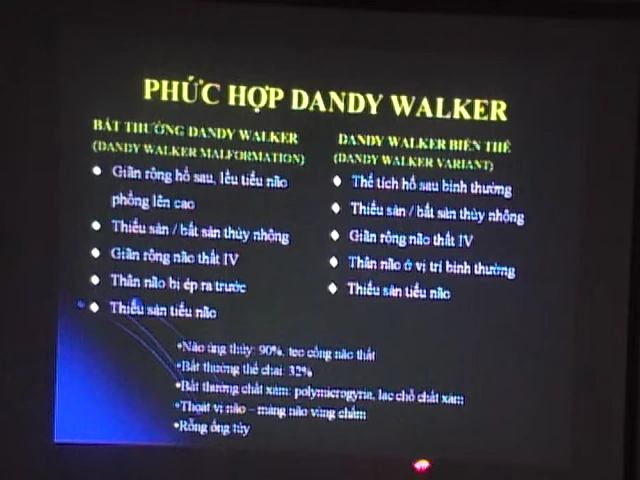 PHỨC HỢP DANDY WALKER
BẤT THƯỜNG DANDY WALKER
(DANDY WALKER MALFORMATION)
Giãn rộng hố sau, lều tiểu não
phồng lên cao
Thiểu sản / bất sản thùy nhộng
Giãn rộng não thất IV
Thân não bị ép ra trước
Thiểu sản tiểu não
DANDY WALKER BIẾN THỂ
(DANDY WALKER VARIANT)
Thể tích hố sau bình thường
Thiểu sản / bất sản thùy nhộng
Giãn rộng não thất IV
Thân não ở vị trí bình thường
Thiểu sản tiểu não
•Não úng thủy: 90%, tec cống não thất
•Bất thường thể chai: 32%
•Bất thường chất xám: polymicrogyria, lạc chỗ chất xám
•Thoát vị não – màng não vùng chẩm
•Rỗng ống tủy